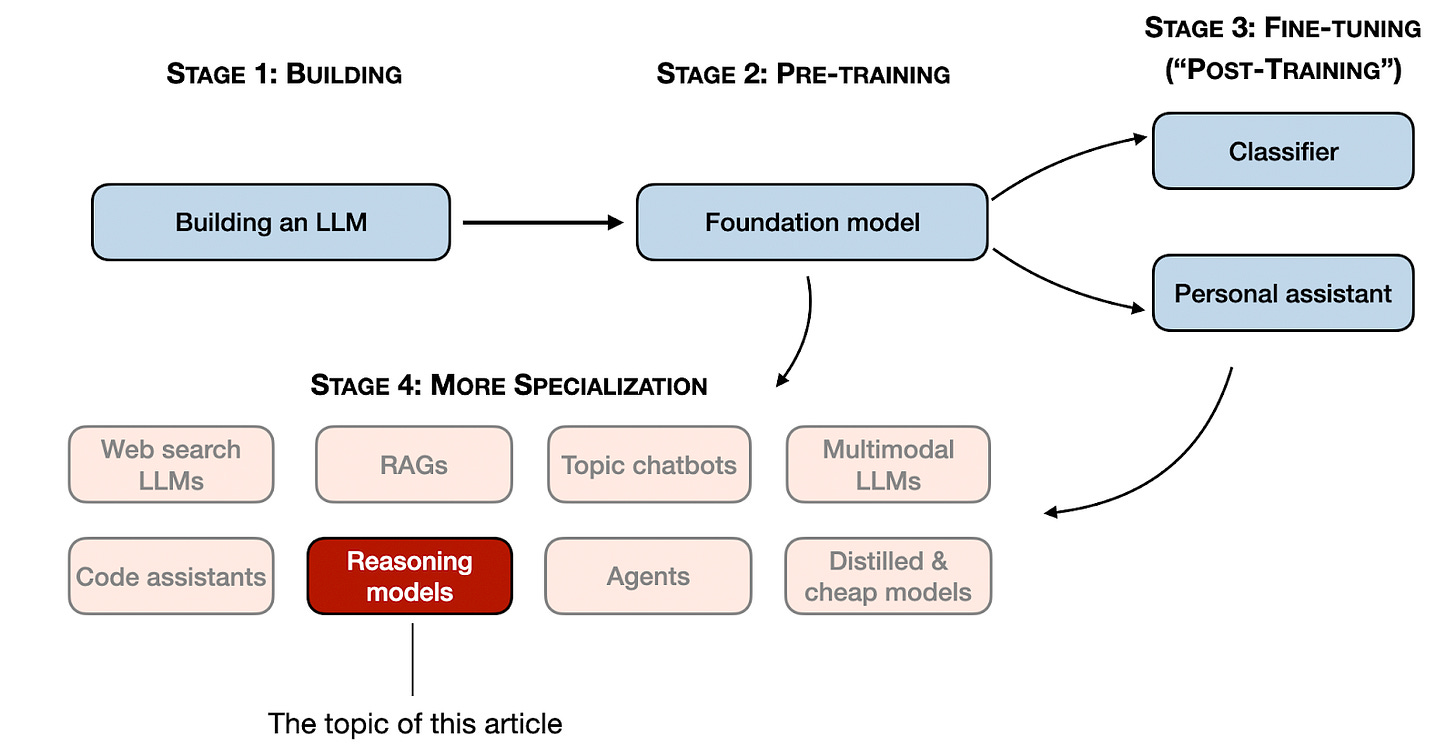 STAGE 1: BUILDING
STAGE 2: PRE-TRAINING
STAGE 3: FINE-TUNING
(“POST-TRAINING”)
Building an LLM
Foundation model
Classifier
Personal assistant
STAGE 4: MORE SPECIALIZATION
Web search
LLMs
RAGs
Topic chatbots
Multimodal
LLMs
Code assistants
Reasoning
models
Agents
Distilled &
cheap models
The topic of this article